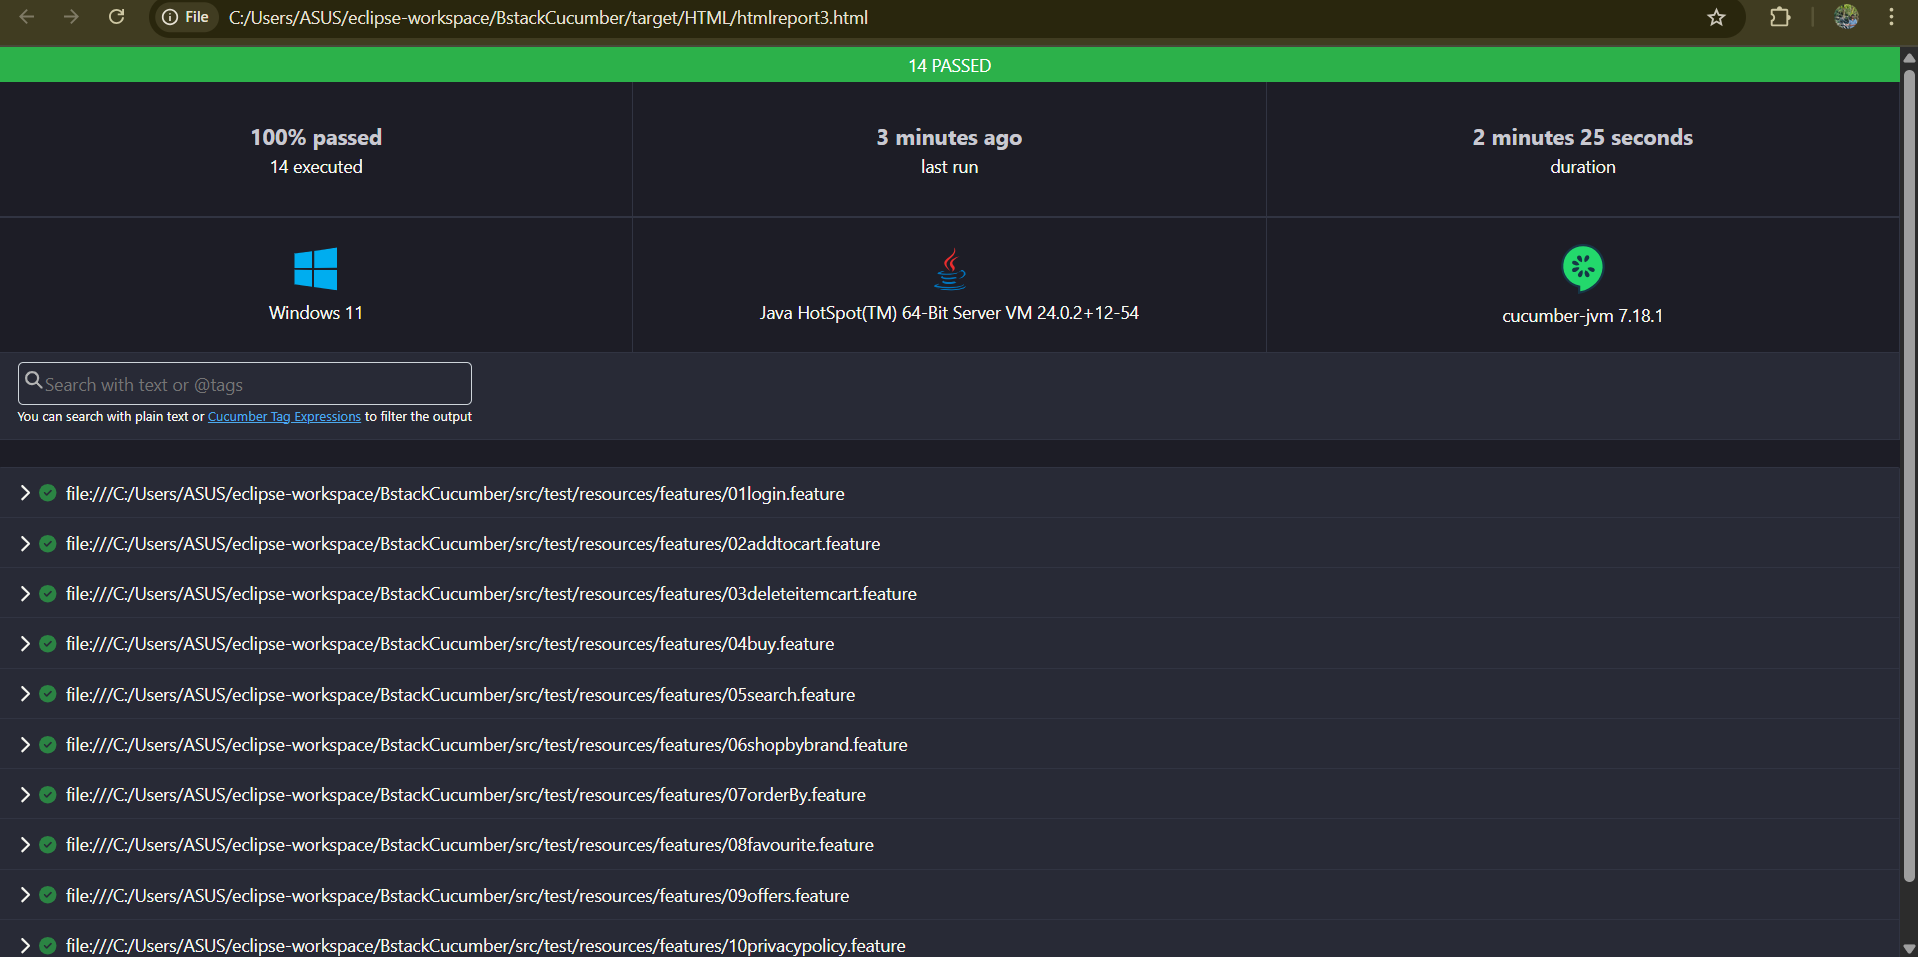 File C:/Users/ASUS/eclipse-workspace/BstackCucumber/target/HTML/htmlreport3.html
14 PASSED
100% passed
14 executed
3 minutes ago
last run
2 minutes 25 seconds
duration
Windows 11
Java HotSpot(TM) 64-Bit Server VM 24.0.2+12-54
cucumber-jvm 7.18.1
Search with text or @tags
You can search with plain text or Cucumber Tag Expressions to filter the output
file:///C:/Users/ASUS/eclipse-workspace/BstackCucumber/src/test/resources/features/01login.feature
file:///C:/Users/ASUS/eclipse-workspace/BstackCucumber/src/test/resources/features/02addtocart.feature
file:///C:/Users/ASUS/eclipse-workspace/BstackCucumber/src/test/resources/features/03deleteitemcart.feature
file:///C:/Users/ASUS/eclipse-workspace/BstackCucumber/src/test/resources/features/04buy.feature
file:///C:/Users/ASUS/eclipse-workspace/BstackCucumber/src/test/resources/features/05search.feature
file:///C:/Users/ASUS/eclipse-workspace/BstackCucumber/src/test/resources/features/06shopbybrand.feature
file:///C:/Users/ASUS/eclipse-workspace/BstackCucumber/src/test/resources/features/07orderBy.feature
file:///C:/Users/ASUS/eclipse-workspace/BstackCucumber/src/test/resources/features/08favourite.feature
file:///C:/Users/ASUS/eclipse-workspace/BstackCucumber/src/test/resources/features/09offers.feature
file:///C:/Users/ASUS/eclipse-workspace/BstackCucumber/src/test/resources/features/10privacypolicy.feature